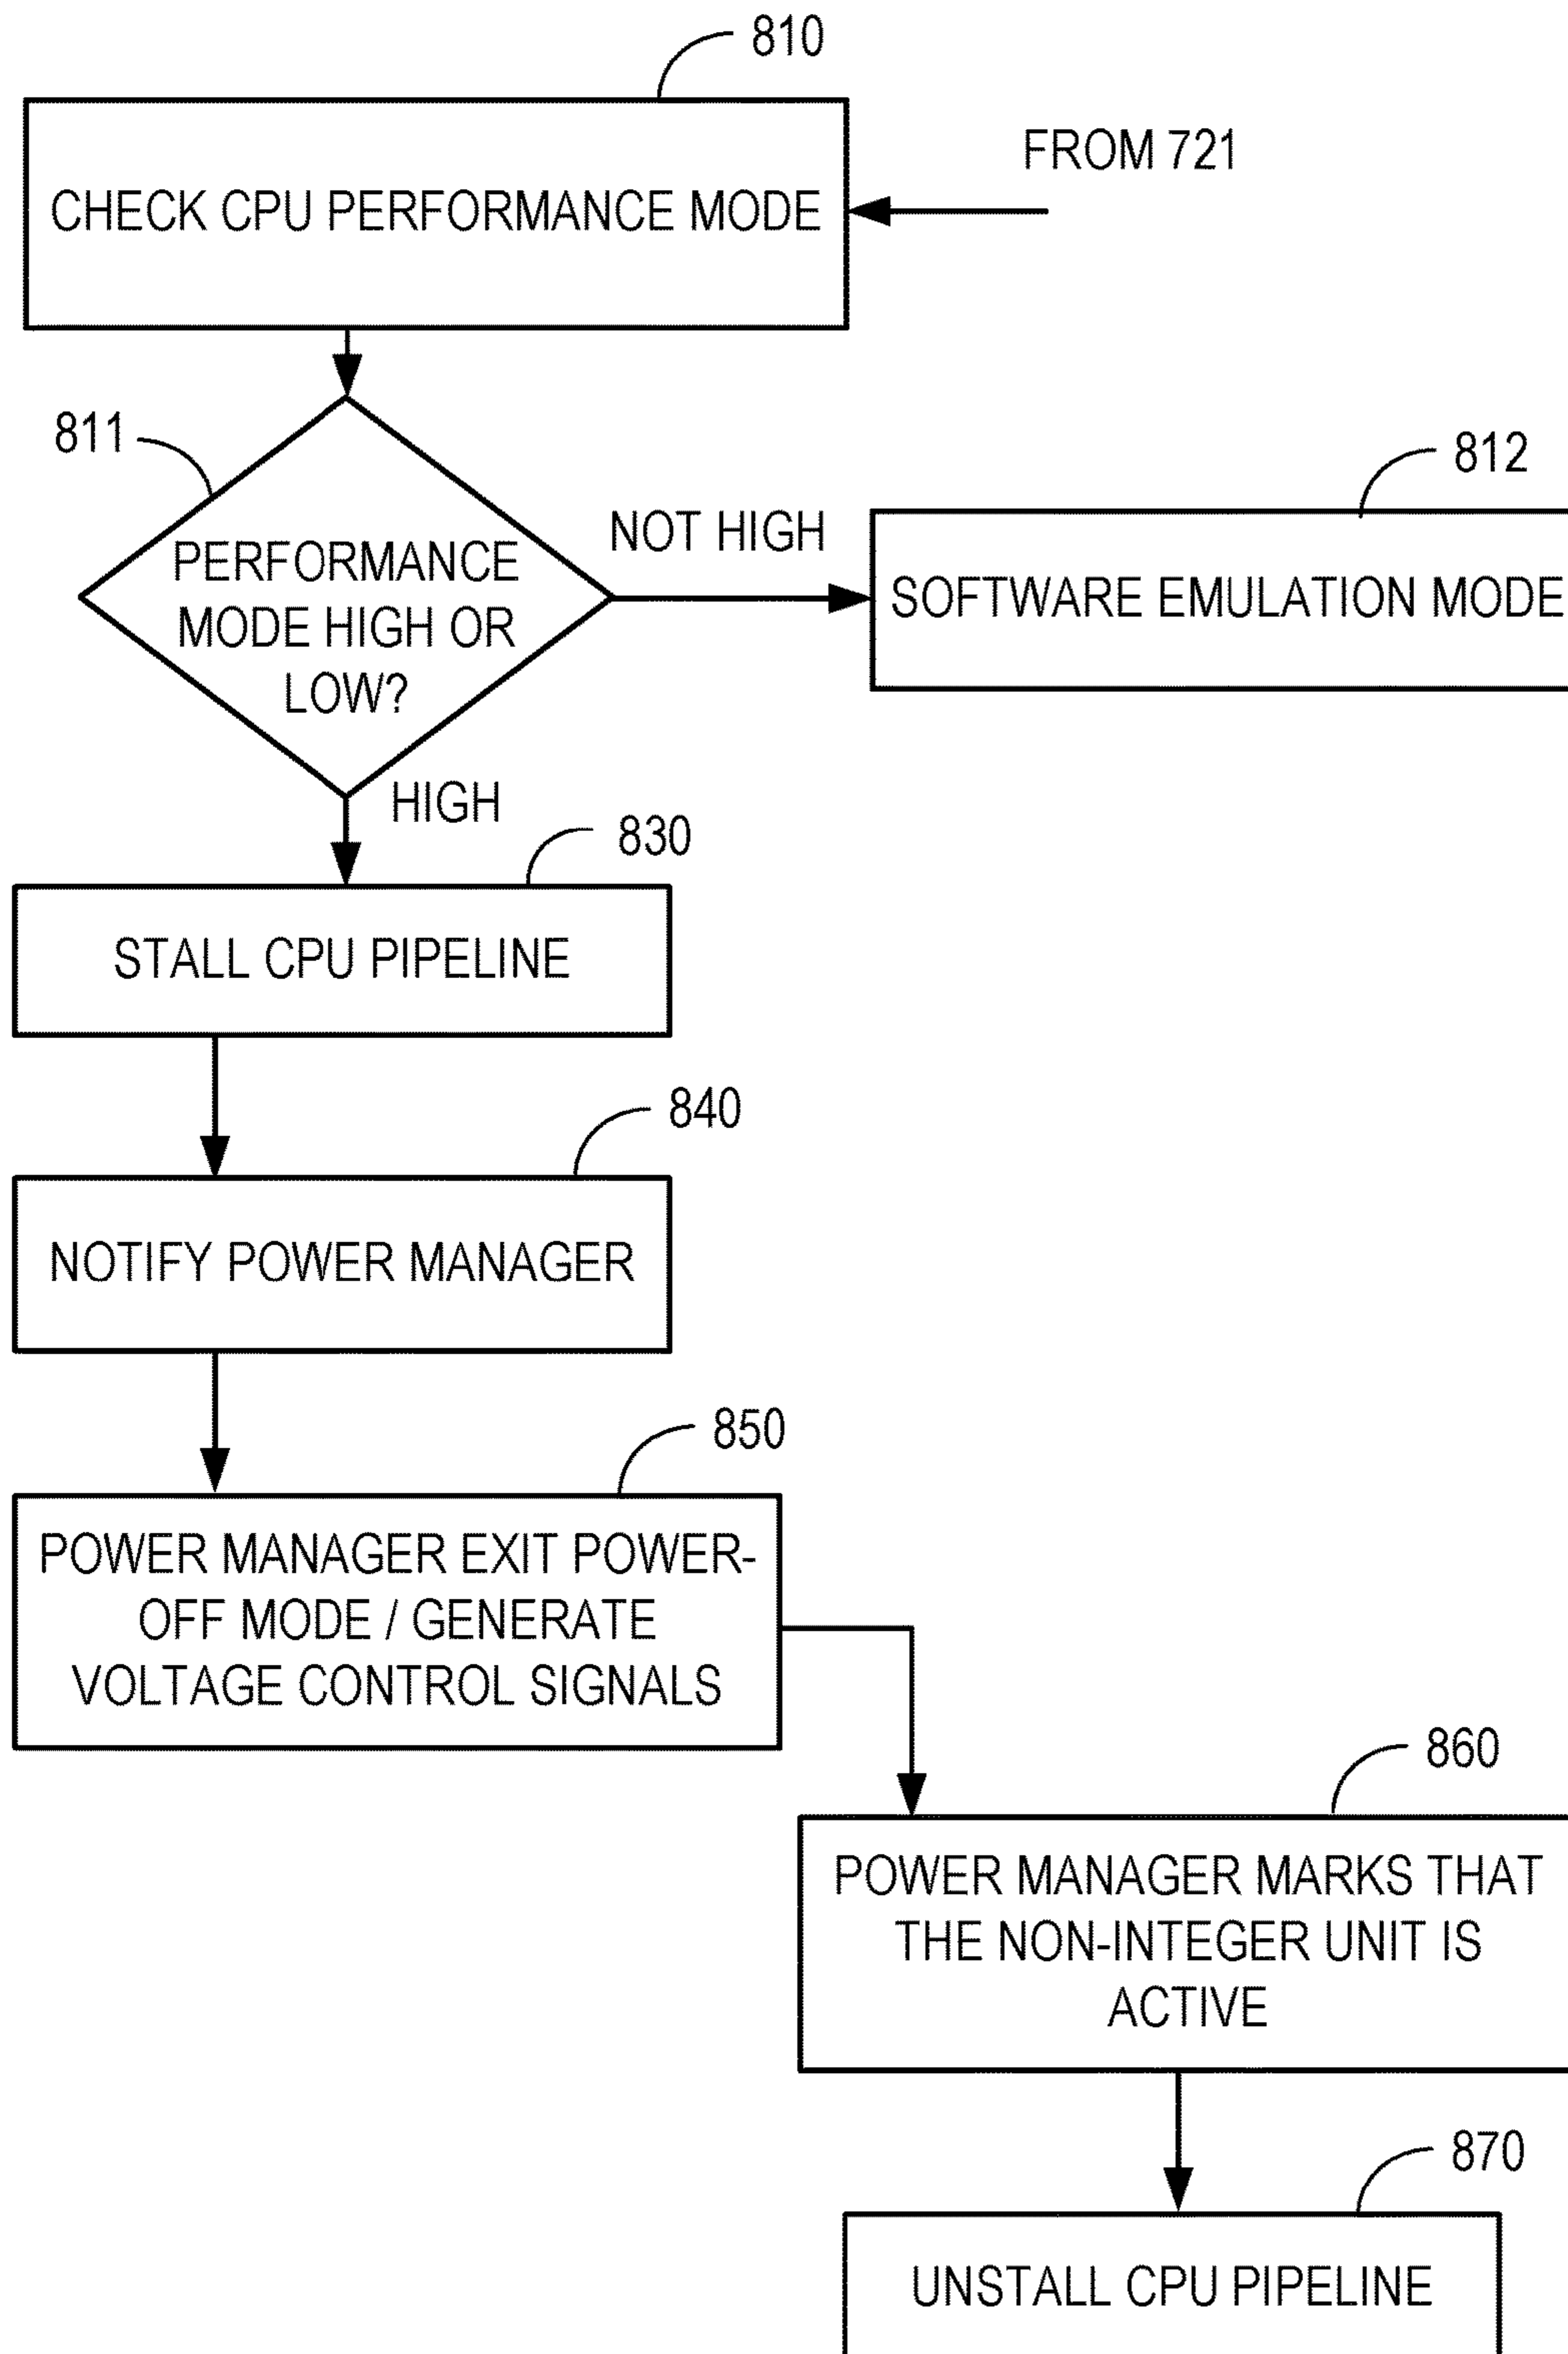 810
CHECK CPU PERFORMANCE MODE
FROM 721
811
PERFORMANCE
MODE HIGH OR
LOW?
NOT HIGH
812
SOFTWARE EMULATION MODE
HIGH
830
STALL CPU PIPELINE
840
NOTIFY POWER MANAGER
850
POWER MANAGER EXIT POWER-
OFF MODE / GENERATE
VOLTAGE CONTROL SIGNALS
860
POWER MANAGER MARKS THAT
THE NON-INTEGER UNIT IS
ACTIVE
870
UNSTALL CPU PIPELINE